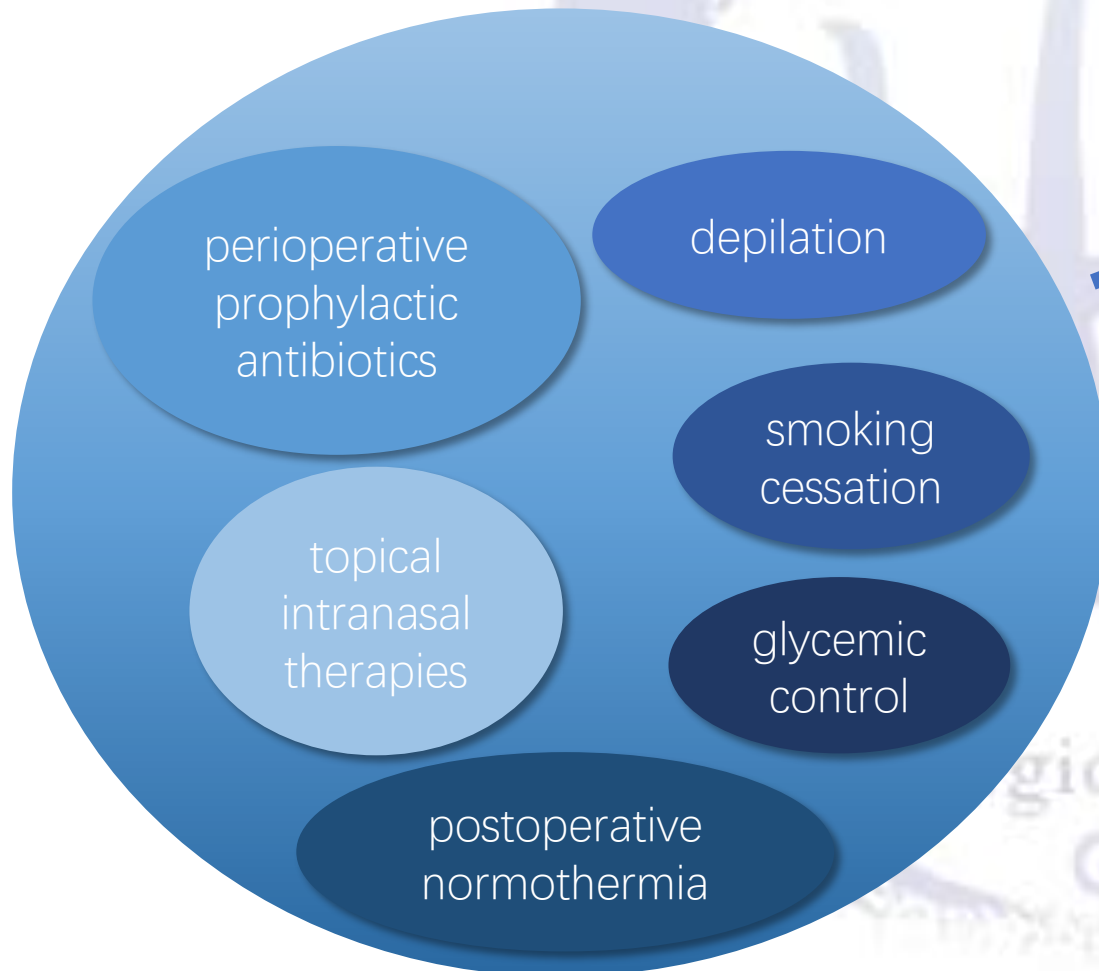 perioperative
prophylactic
antibiotics
depilation
smoking
cessation
topical
intranasal
therapies
glycemic
control
postoperative
normothermia